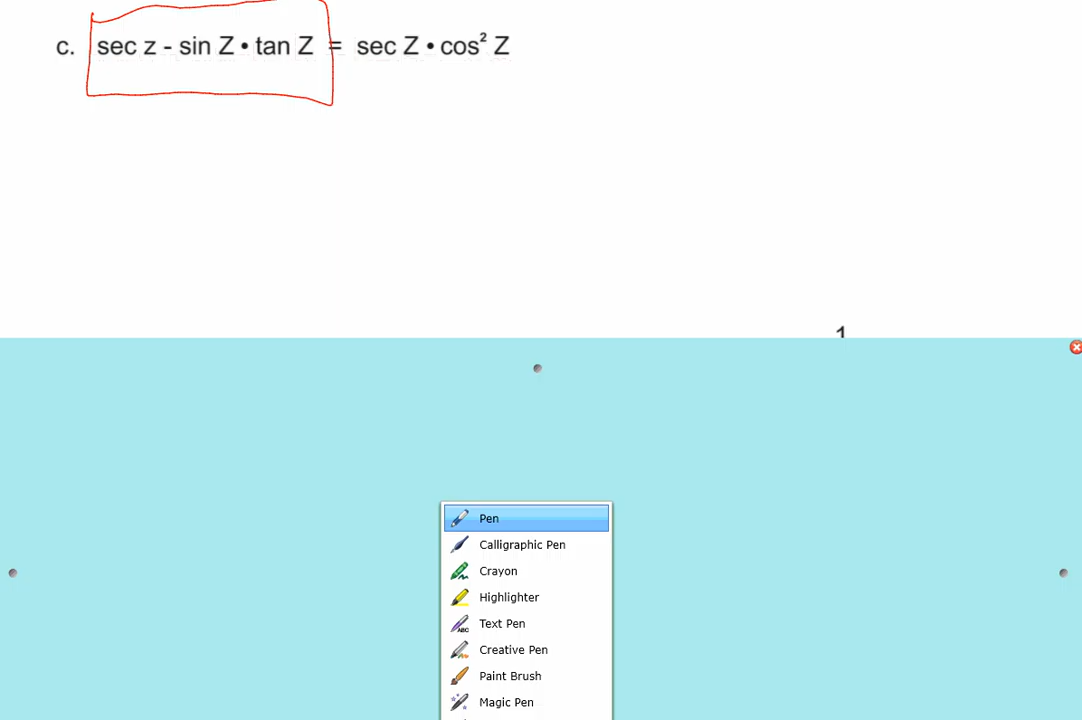 c. sec z - sin Z • tan Z = sec Z • cos² Z
1
Pen
Calligraphic Pen
Crayon
Highlighter
Text Pen
ABC
Creative Pen
Paint Brush
Magic Pen